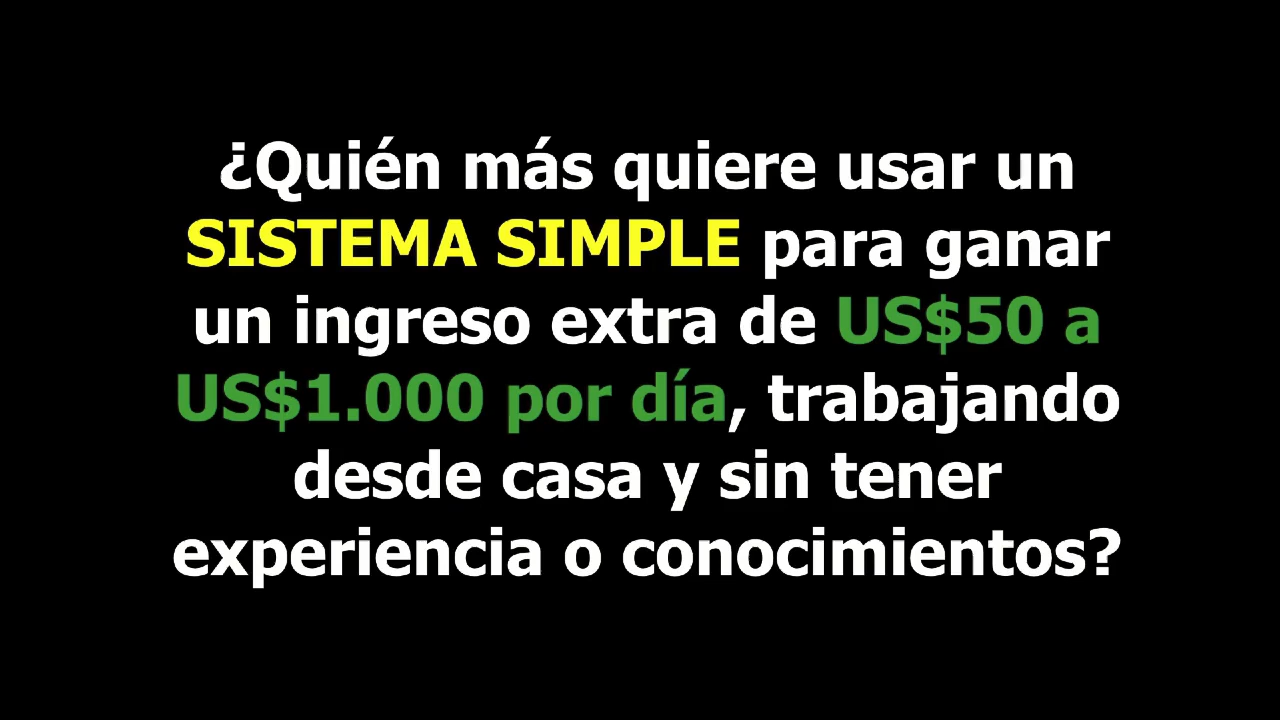 ¿Quién más quiere usar un
SISTEMA SIMPLE para ganar
un ingreso extra de US$50 a
US$1.000 por día, trabajando
desde casa y sin tener
experiencia o conocimientos?